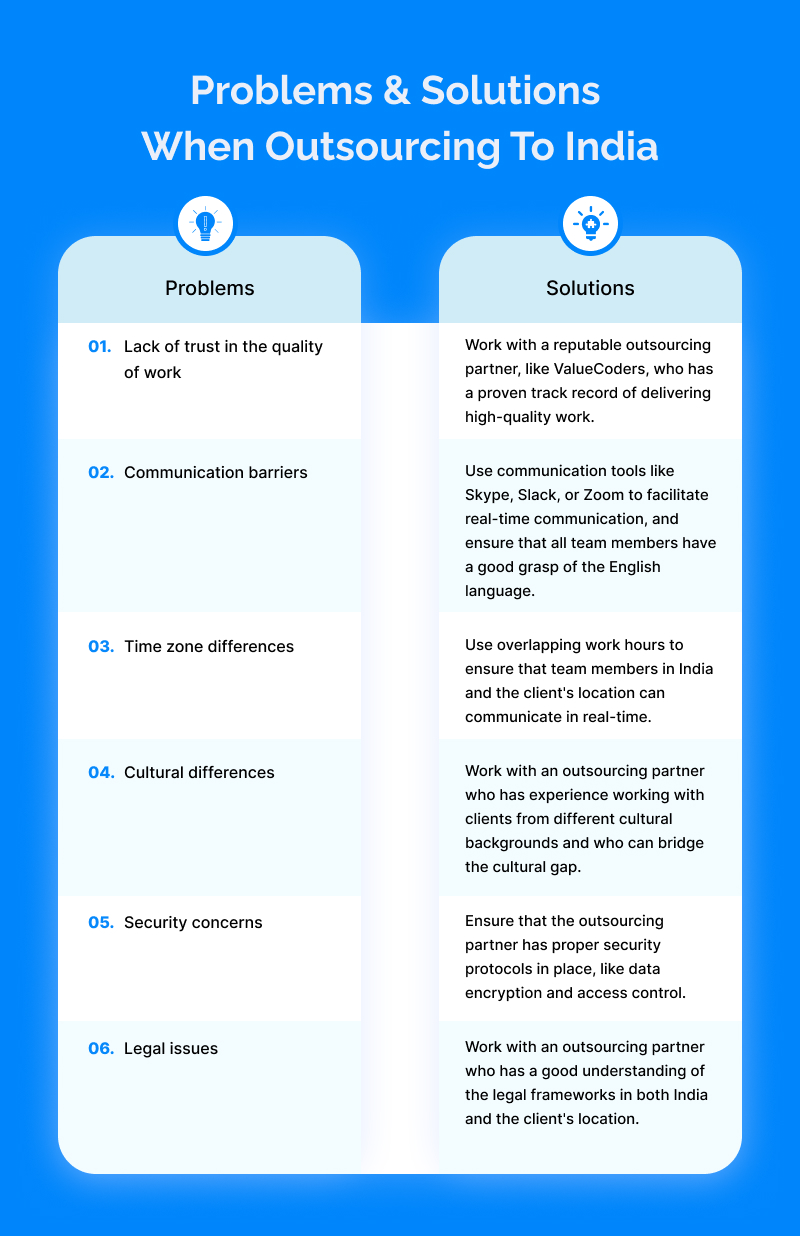 Problems & Solutions
When Outsourcing To India
Problems
Solutions
01. Lack of trust in the quality
of work
Work with a reputable outsourcing
partner, like ValueCoders, who has
a proven track record of delivering
high-quality work.
02. Communication barriers
Use communication tools like
Skype, Slack, or Zoom to facilitate
real-time communication, and
ensure that all team members have
a good grasp of the English
language.
03. Time zone differences
Use overlapping work hours to
ensure that team members in India
and the client's location can
communicate in real-time.
04. Cultural differences
Work with an outsourcing partner
who has experience working with
clients from different cultural
backgrounds and who can bridge
the cultural gap.
05. Security concerns
Ensure that the outsourcing
partner has proper security
protocols in place, like data
encryption and access control.
06. Legal issues
Work with an outsourcing partner
who has a good understanding of
the legal frameworks in both India
and the client's location.